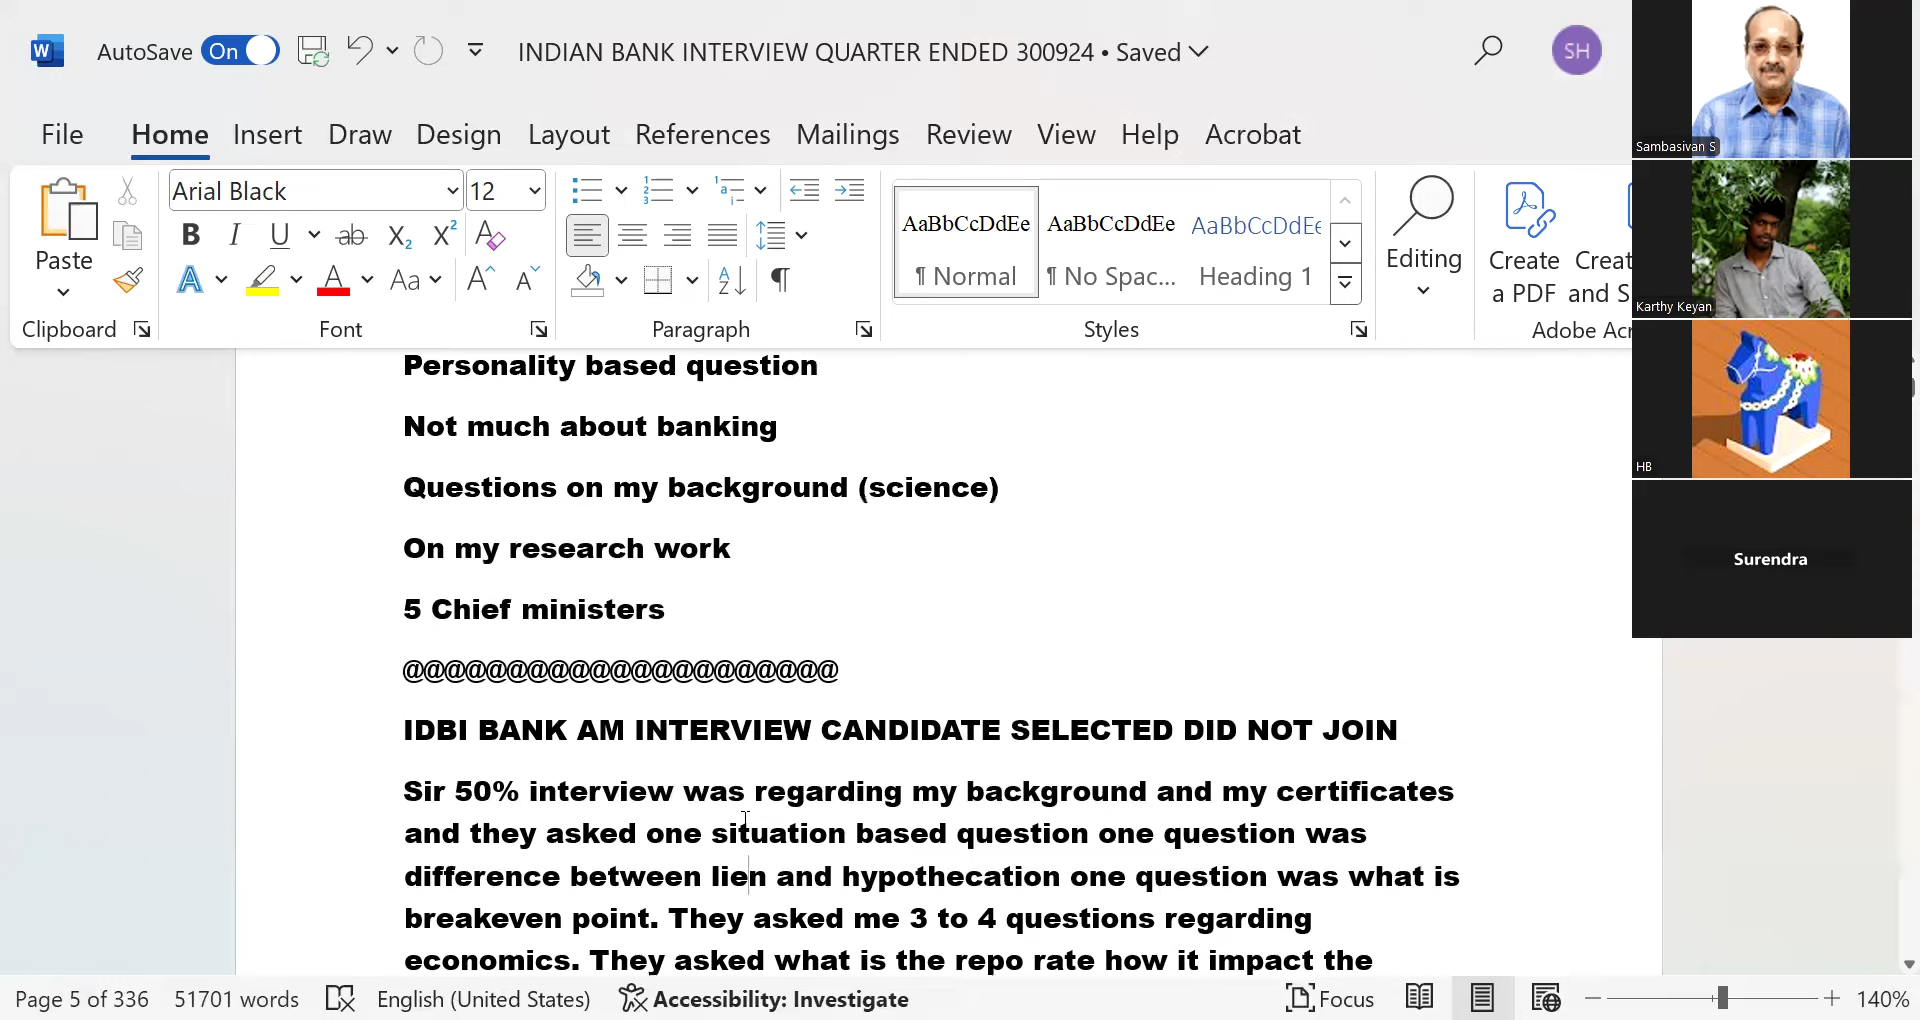 W AutoSave On INDIAN BANK INTERVIEW QUARTER ENDED 300924 • Saved SH
File Home Insert Draw Design Layout References Mailings Review View Help Acrobat
Paste
Clipboard
Arial Black 12
B I U ab X2 X2 A
A A Aa A A
Font
Paragraph
AaBbCcDdEe AaBbCcDdEe AaBbCcDdEe
¶ Normal ¶ No Spac... Heading 1
Styles
Editing
Create Creat
a PDF and S
Adobe Acr
Sambasivan S
Karthy Keyan
HB
Surendra
Personality based question
Not much about banking
Questions on my background (science)
On my research work
5 Chief ministers
@@@@@@@@@@@@@@@@@@@@@
IDBI BANK AM INTERVIEW CANDIDATE SELECTED DID NOT JOIN
Sir 50% interview was regarding my background and my certificates
and they asked one situation based question one question was
difference between lien and hypothecation one question was what is
breakeven point. They asked me 3 to 4 questions regarding
economics. They asked what is the repo rate how it impact the
Page 5 of 336 51701 words English (United States) Accessibility: Investigate Focus 140%